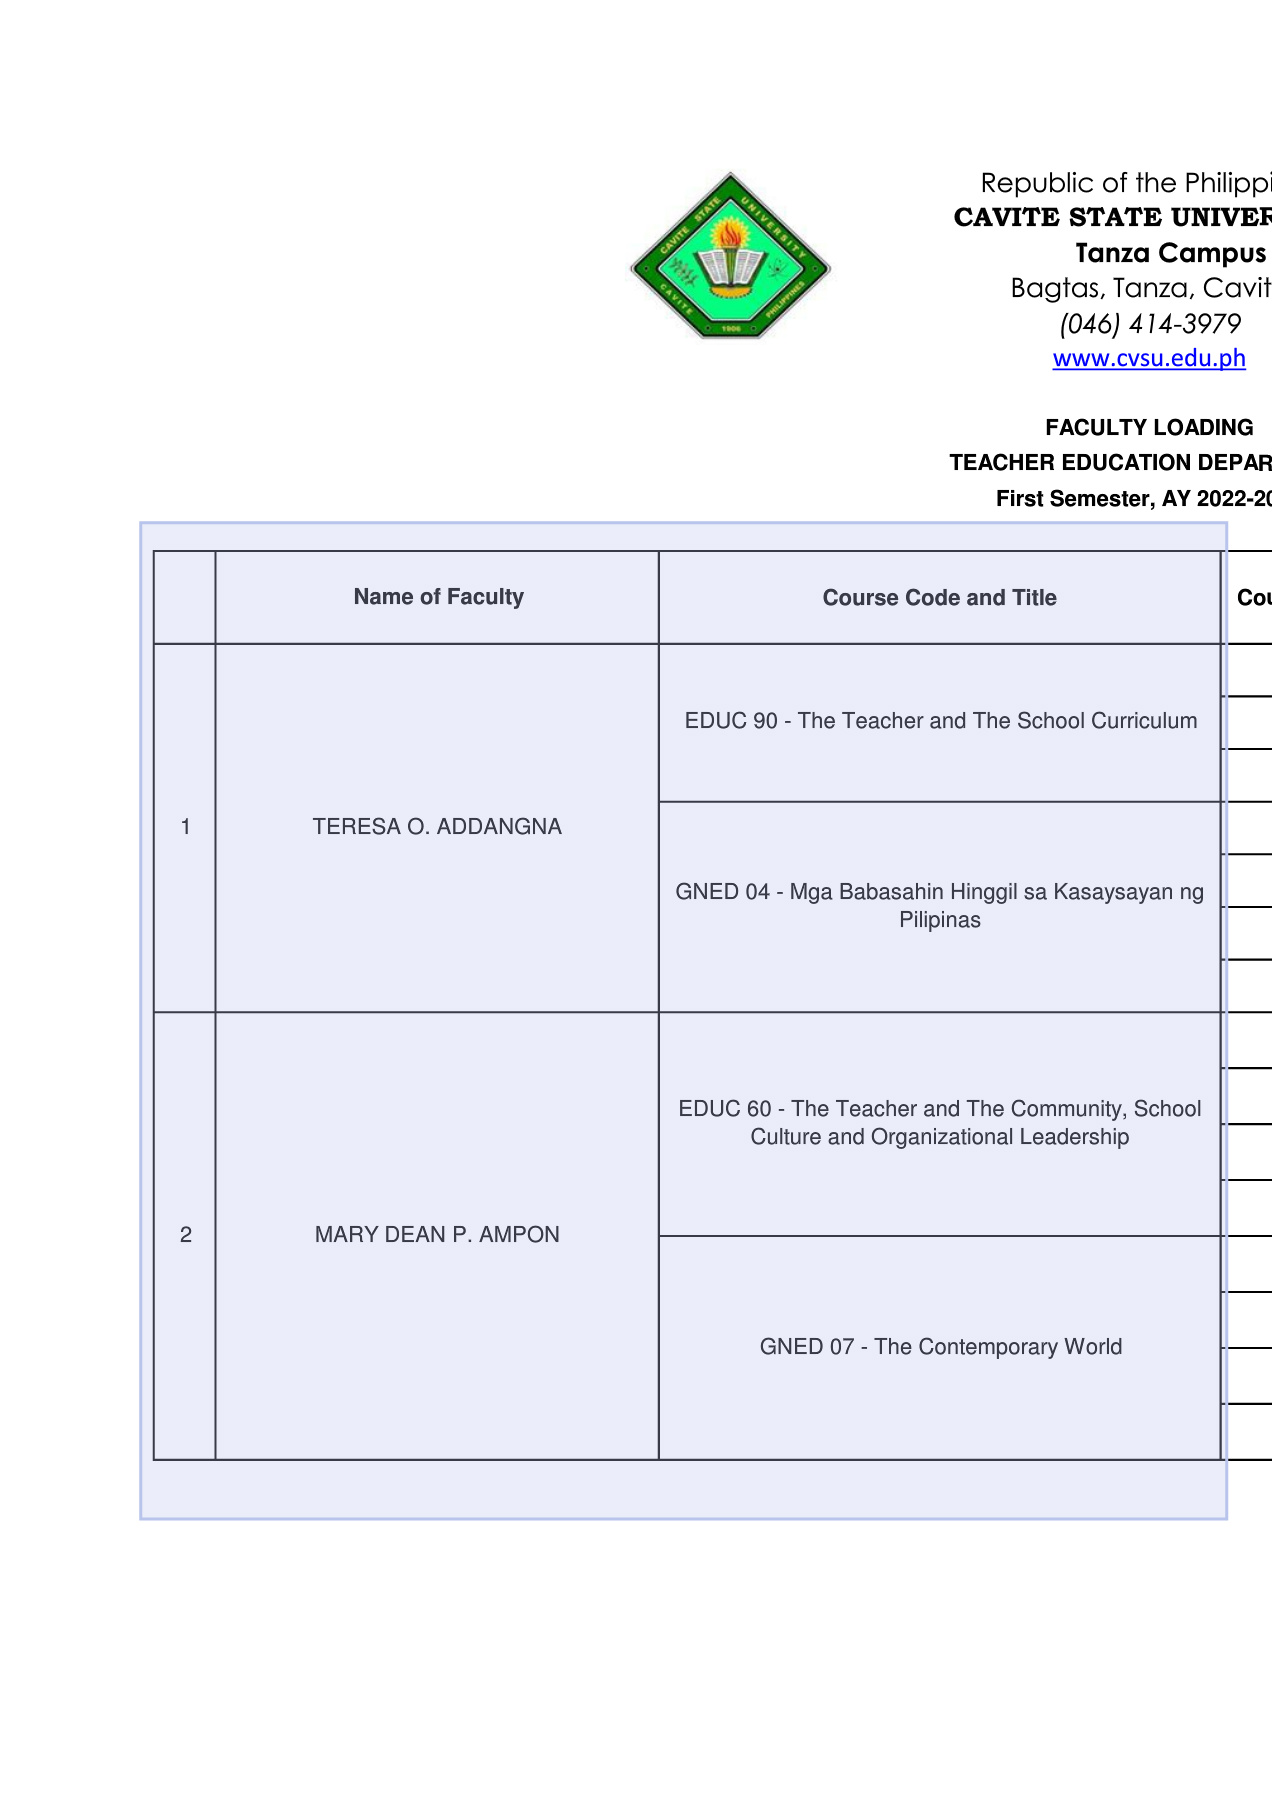 CAVITE STATE UNIVERSITY
CAVITE PHILIPPINES
1906
Republic of the Philippi
CAVITE STATE UNIVER
Tanza Campus
Bagtas, Tanza, Cavit
(046) 414-3979
www.cvsu.edu.ph
FACULTY LOADING
TEACHER EDUCATION DEPAR
First Semester, AY 2022-20
Name of Faculty
Course Code and Title
Cou
EDUC 90 - The Teacher and The School Curriculum
1
TERESA O. ADDANGNA
GNED 04 - Mga Babasahin Hinggil sa Kasaysayan ng
Pilipinas
EDUC 60 - The Teacher and The Community, School
Culture and Organizational Leadership
2
MARY DEAN P. AMPON
GNED 07 - The Contemporary World